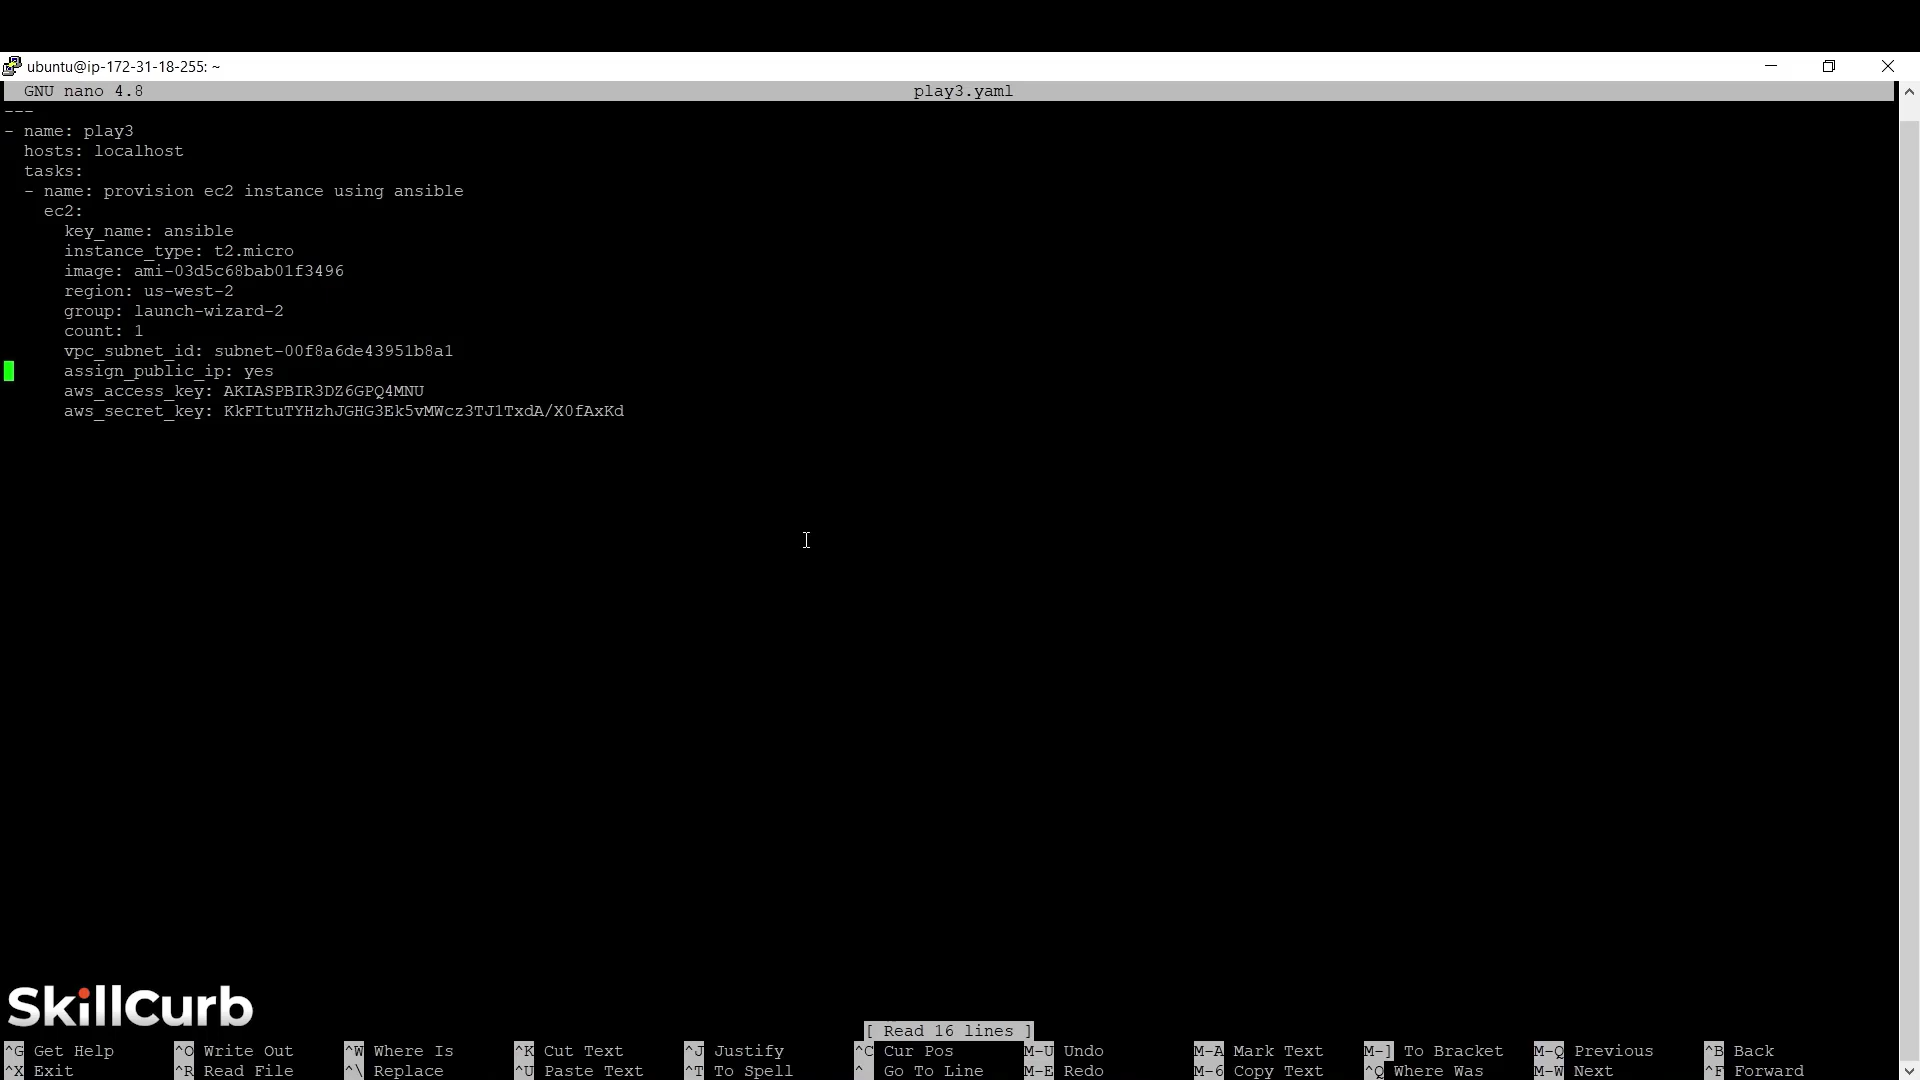 ubuntu@ip-172-31-18-255: ~
GNU nano 4.8 play3.yaml
---
- name: play3
hosts: localhost
tasks:
- name: provision ec2 instance using ansible
ec2:
key_name: ansible
instance_type: t2.micro
image: ami-03d5c68bab01f3496
region: us-west-2
group: launch-wizard-2
count: 1
vpc_subnet_id: subnet-00f8a6de43951b8a1
assign_public_ip: yes
aws_access_key: AKIASPBIR3DZ6GPQ4MNU
aws_secret_key: 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
SkillCurb
[ Read 16 lines ]
^G Get Help ^O Write Out ^W Where Is ^K Cut Text ^J Justify ^C Cur Pos M-U Undo M-A Mark Text M-] To Bracket M-Q Previous ^B Back
^X Exit ^R Read File ^\ Replace ^U Paste Text ^T To Spell ^_ Go To Line M-E Redo M-6 Copy Text ^Q Where Was M-W Next ^F Forward